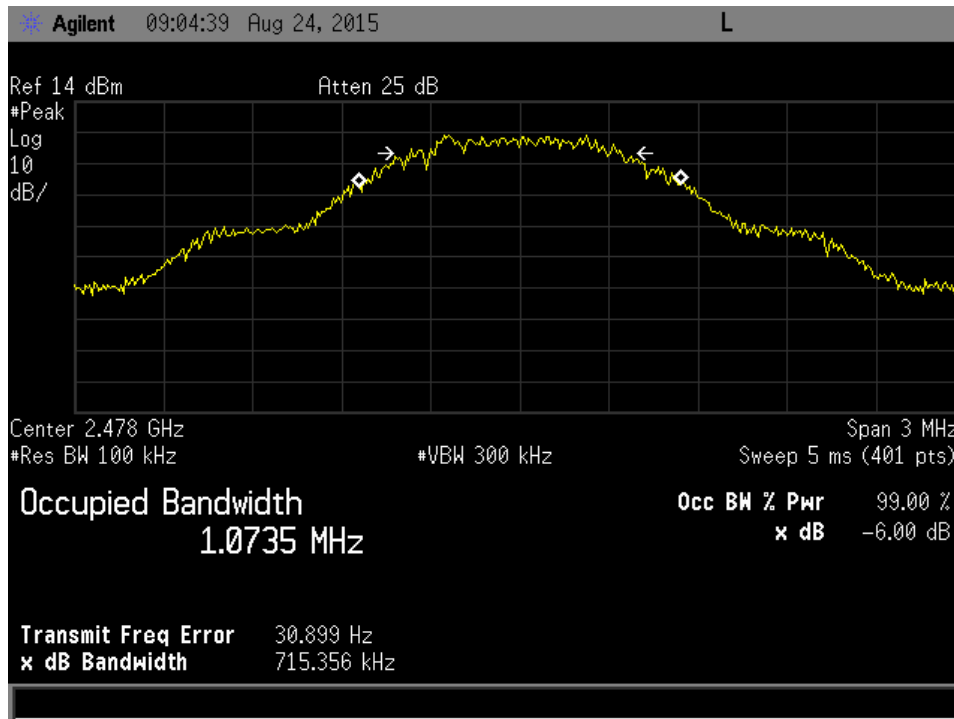 Agilent 09:04:39 Aug 24, 2015 L
Ref 14 dBm Atten 25 dB
#Peak
Log
10
dB/
Center 2.478 GHz Span 3 MHz
#Res BW 100 kHz #VBW 300 kHz Sweep 5 ms (401 pts)
Occupied Bandwidth Occ BW % Pwr 99.00 %
1.0735 MHz x dB -6.00 dB
Transmit Freq Error 30.899 Hz
x dB Bandwidth 715.356 kHz